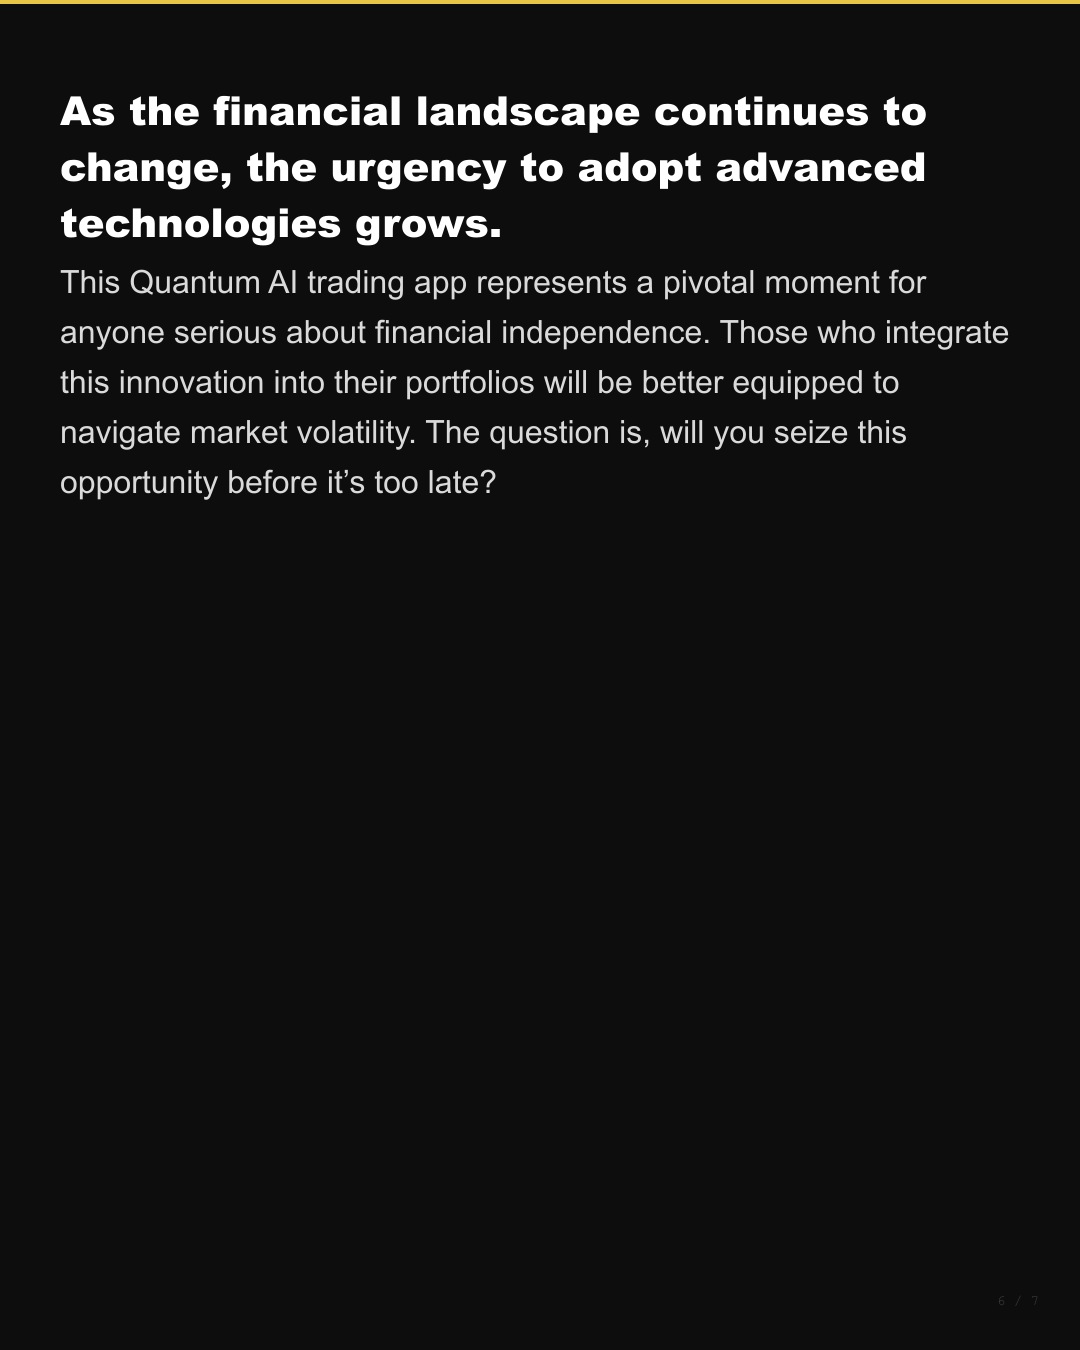 As the financial landscape continues to
change, the urgency to adopt advanced
technologies grows.
This Quantum AI trading app represents a pivotal moment for
anyone serious about financial independence. Those who integrate
this innovation into their portfolios will be better equipped to
navigate market volatility. The question is, will you seize this
opportunity before it’s too late?
6 / 7